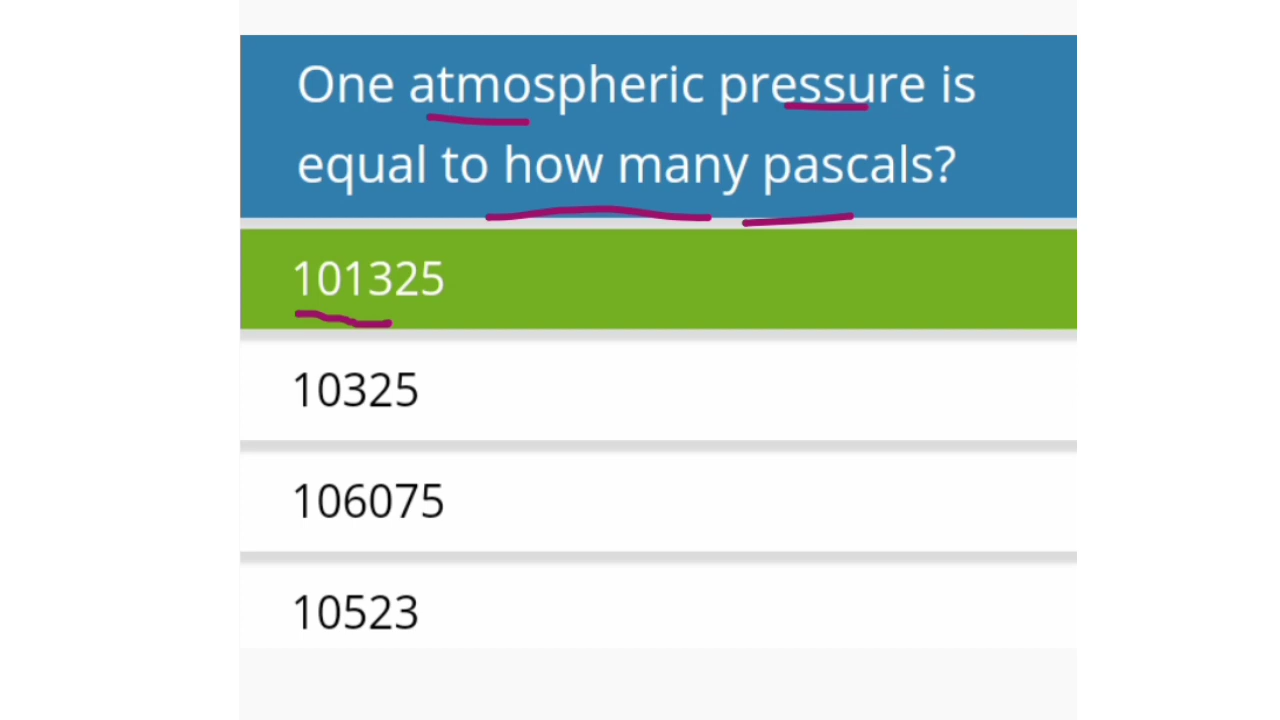 One atmospheric pressure is
equal to how many pascals?
101325
10325
106075
10523